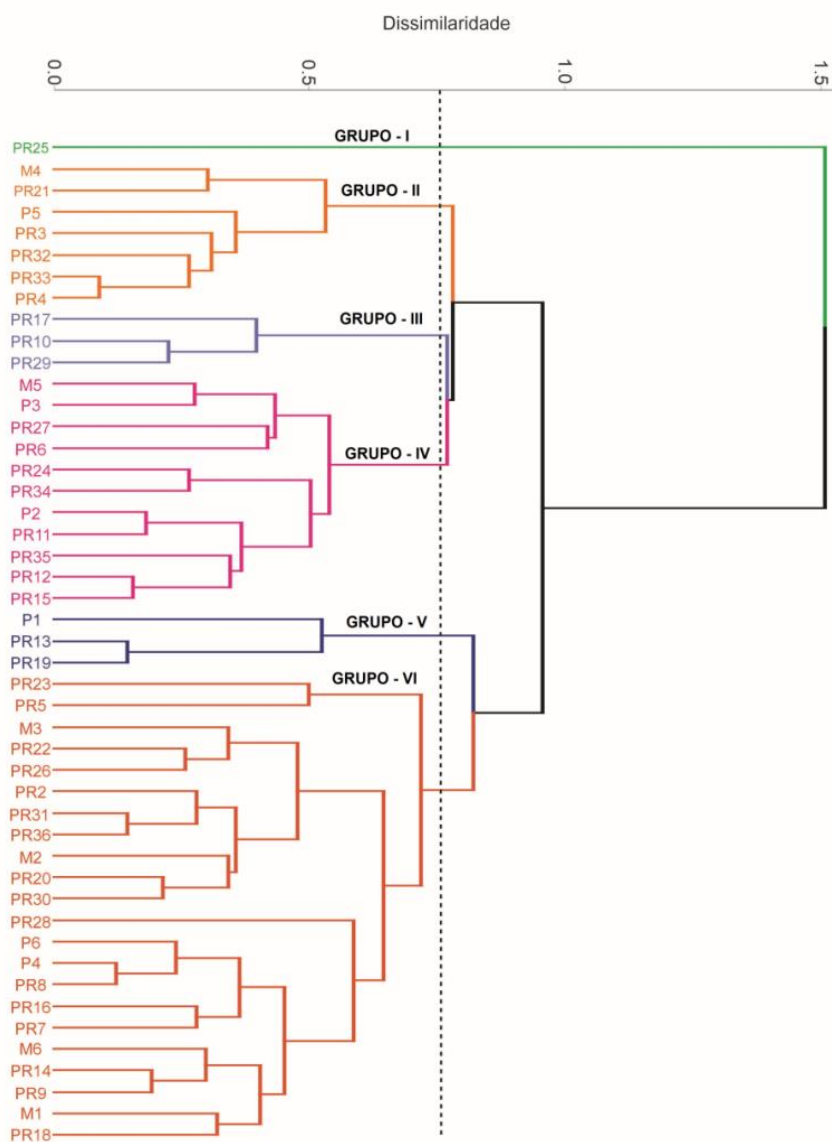 Dissimilaridade
0.0 0.5 1.0 1.5
GRUPO - I
PR25
M4
GRUPO - II
PR21
P5
PR3
PR32
PR33
PR4
GRUPO - III
PR17
PR10
PR29
M5
P3
PR27
GRUPO - IV
PR6
PR24
PR34
P2
PR11
PR35
PR12
PR15
GRUPO - V
P1
PR13
PR19
GRUPO - VI
PR23
PR5
M3
PR22
PR26
PR2
PR31
PR36
M2
PR20
PR30
PR28
P6
P4
PR8
PR16
PR7
M6
PR14
PR9
M1
PR18